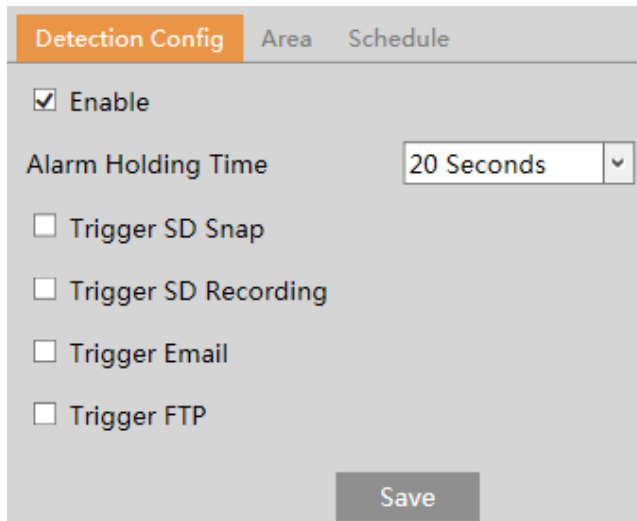 Detection Config Area Schedule
Enable
Alarm Holding Time 20 Seconds
Trigger SD Snap
Trigger SD Recording
Trigger Email
Trigger FTP
Save